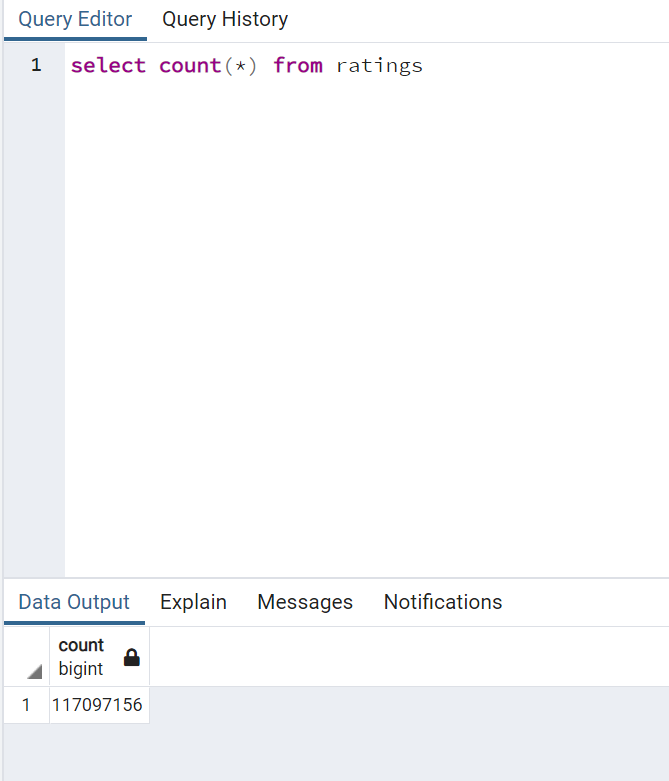 Query Editor Query History
1 select count(*) from ratings
Data Output Explain Messages Notifications
count
bigint
1 117097156